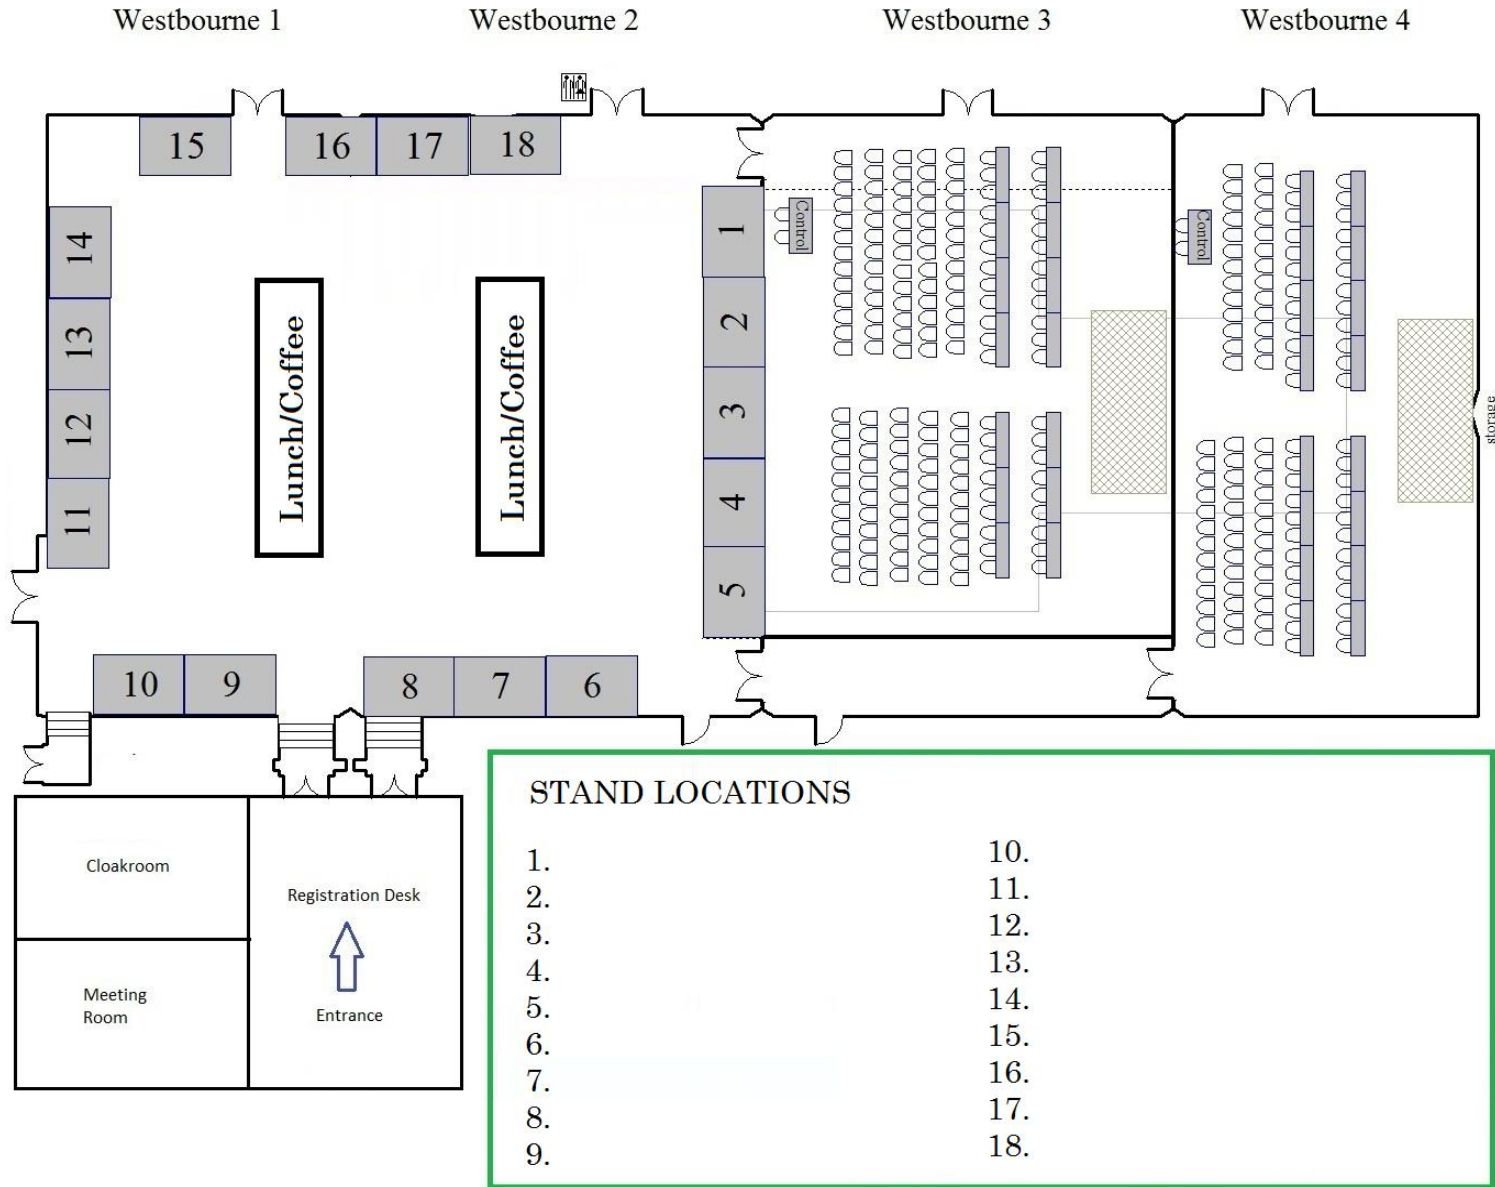 Westbourne 1
Westbourne 2
Westbourne 3
Westbourne 4
15
16
17
18
14
13
12
11
Lunch/Coffee
Lunch/Coffee
1
2
3
4
5
Control
Control
storage
10
9
8
7
6
Cloakroom
Meeting
Room
Registration Desk
Entrance
STAND LOCATIONS
1.
2.
3.
4.
5.
6.
7.
8.
9.
10.
11.
12.
13.
14.
15.
16.
17.
18.